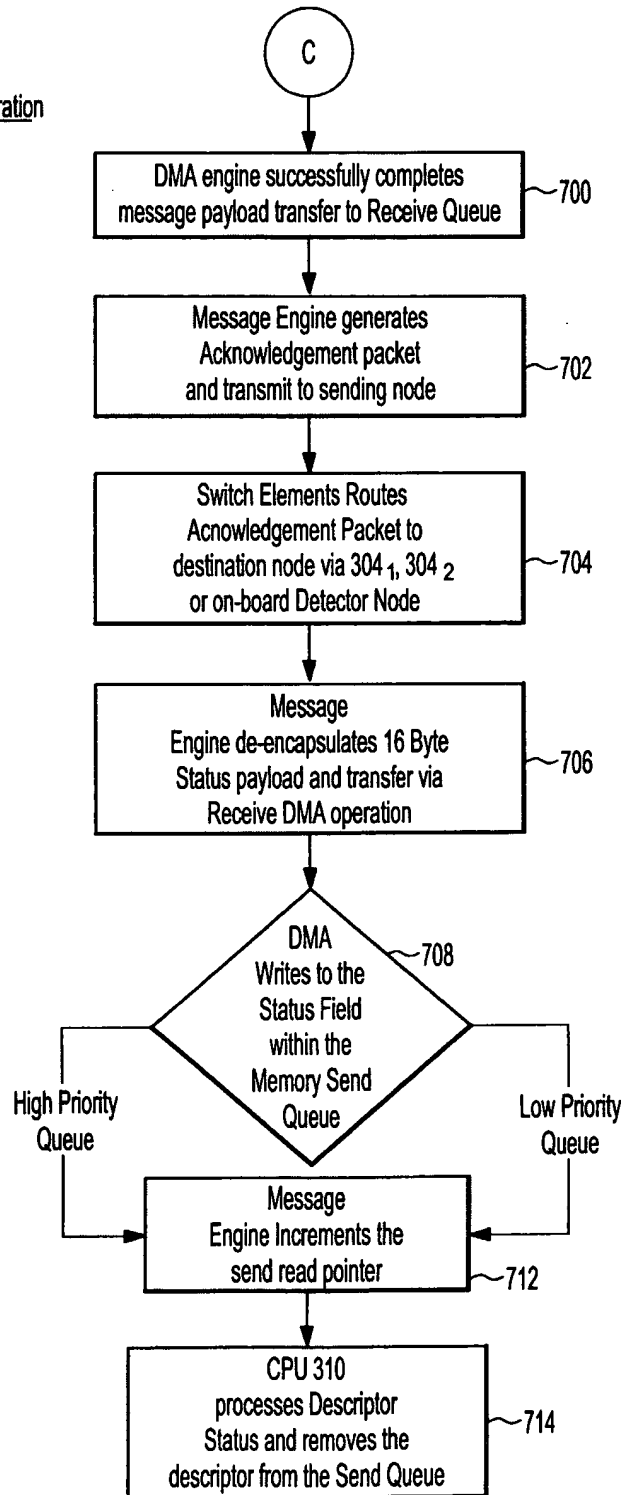 C
DMA engine successfully completes
message payload transfer to Receive Queue
700
Message Engine generates
Acknowledgement packet
and transmit to sending node
702
Switch Elements Routes
Acnowledgement Packet to
destination node via 304 1, 304 2
or on-board Detector Node
704
Message
Engine de-encapsulates 16 Byte
Status payload and transfer via
Receive DMA operation
706
DMA
Writes to the
Status Field
within the
Memory Send
Queue
708
High Priority
Queue
Low Priority
Queue
Message
Engine Increments the
send read pointer
712
CPU 310
processes Descriptor
Status and removes the
descriptor from the Send Queue
714